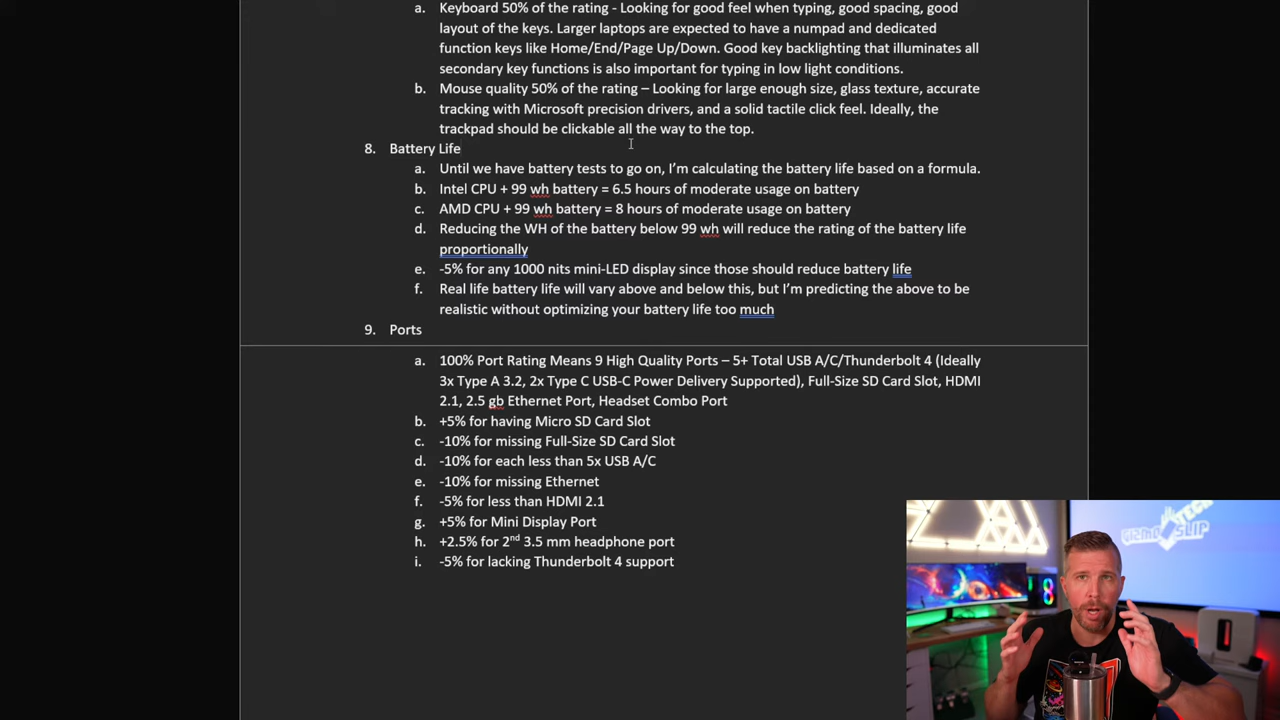 a. Keyboard 50% of the rating - Looking for good feel when typing, good spacing, good
layout of the keys. Larger laptops are expected to have a numpad and dedicated
function keys like Home/End/Page Up/Down. Good key backlighting that illuminates all
secondary key functions is also important for typing in low light conditions.
b. Mouse quality 50% of the rating – Looking for large enough size, glass texture, accurate
tracking with Microsoft precision drivers, and a solid tactile click feel. Ideally, the
trackpad should be clickable all the way to the top.
8. Battery Life
a. Until we have battery tests to go on, I'm calculating the battery life based on a formula.
b. Intel CPU + 99 wh battery = 6.5 hours of moderate usage on battery
c. AMD CPU + 99 wh battery = 8 hours of moderate usage on battery
d. Reducing the WH of the battery below 99 wh will reduce the rating of the battery life
proportionally
e. -5% for any 1000 nits mini-LED display since those should reduce battery life
f. Real life battery life will vary above and below this, but I'm predicting the above to be
realistic without optimizing your battery life too much
9. Ports
a. 100% Port Rating Means 9 High Quality Ports – 5+ Total USB A/C/Thunderbolt 4 (Ideally
3x Type A 3.2, 2x Type C USB-C Power Delivery Supported), Full-Size SD Card Slot, HDMI
2.1, 2.5 gb Ethernet Port, Headset Combo Port
b. +5% for having Micro SD Card Slot
c. -10% for missing Full-Size SD Card Slot
d. -10% for each less than 5x USB A/C
e. -10% for missing Ethernet
f. -5% for less than HDMI 2.1
g. +5% for Mini Display Port
h. +2.5% for 2nd 3.5 mm headphone port
i. -5% for lacking Thunderbolt 4 support
TECH
GIZMO SLIP